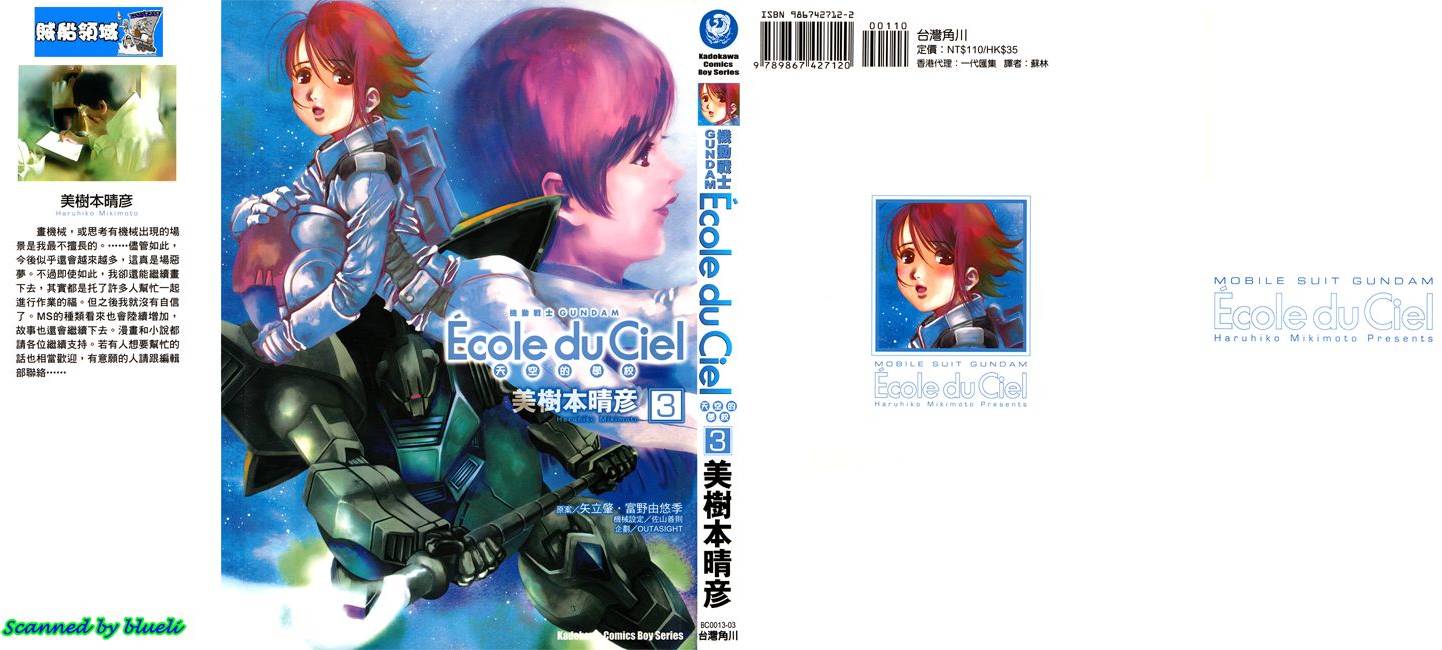 賊船領域
美樹本晴彦
Haruhiko Mikimoto
畫機械，或思考有機械出現的場
景是我最不擅長的。……儘管如此，
今後似乎還會越來越多，這真是場惡
夢。不過即使如此，我卻還能繼續畫
下去，其實都是托了許多人幫忙一起
進行作業的福。但之後我就沒有自信
了。MS的種類看來也會陸續增加，
故事也還會繼續下去。漫畫和小說都
請各位繼續支持。若有人想要幫忙的
話也相當歡迎，有意願的人請跟編輯
部聯絡……
Scanned by blueli
機動戰士GUNDAM
École du Ciel
天空的學校
美樹本晴彦 3
Haruhiko Mikimoto
原案／矢立肇・富野由悠季
機械設定／佐山善則
企劃／OUTASIGHT
Kadokawa Comics Boy Series
Kadokawa
Comics
Boy Series
機動戰士
GUNDAM
École du Ciel
天空的
學校
3
美樹本晴彦
BC0013-03
台灣角川
ISBN 986742712-2
9 789867 427120
00110
台灣角川
定價：NT$110/HK$35
香港代理：一代匯集 譯者：蘇林
MOBILE SUIT GUNDAM
École du Ciel
Haruhiko Mikimoto Presents
MOBILE SUIT GUNDAM
École du Ciel
Haruhiko Mikimoto Presents